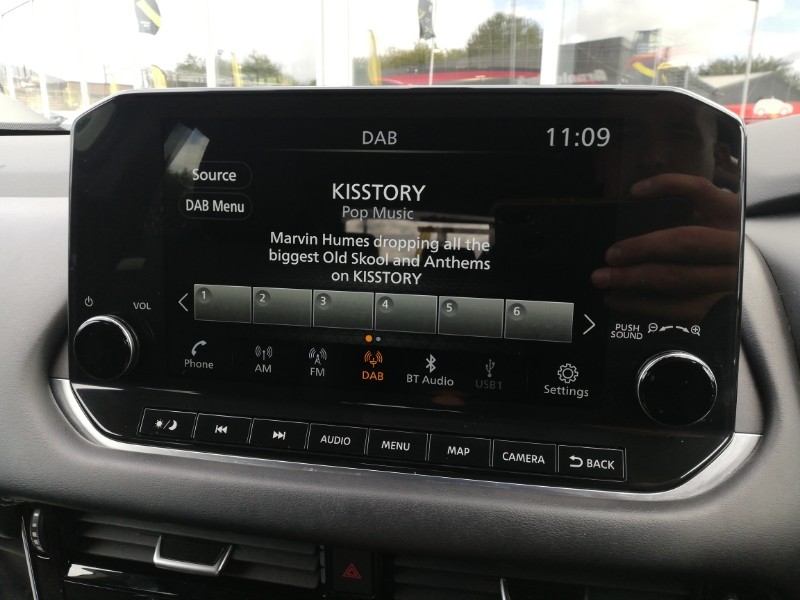 DAB
11:09
Source
DAB Menu
KISSTORY
Pop Music
Marvin Humes dropping all the
biggest Old Skool and Anthems
on KISSTORY
1 2 3 4 5 6
VOL
PUSH
SOUND
Phone AM FM DAB BT Audio USB1 Settings
AUDIO MENU MAP CAMERA BACK